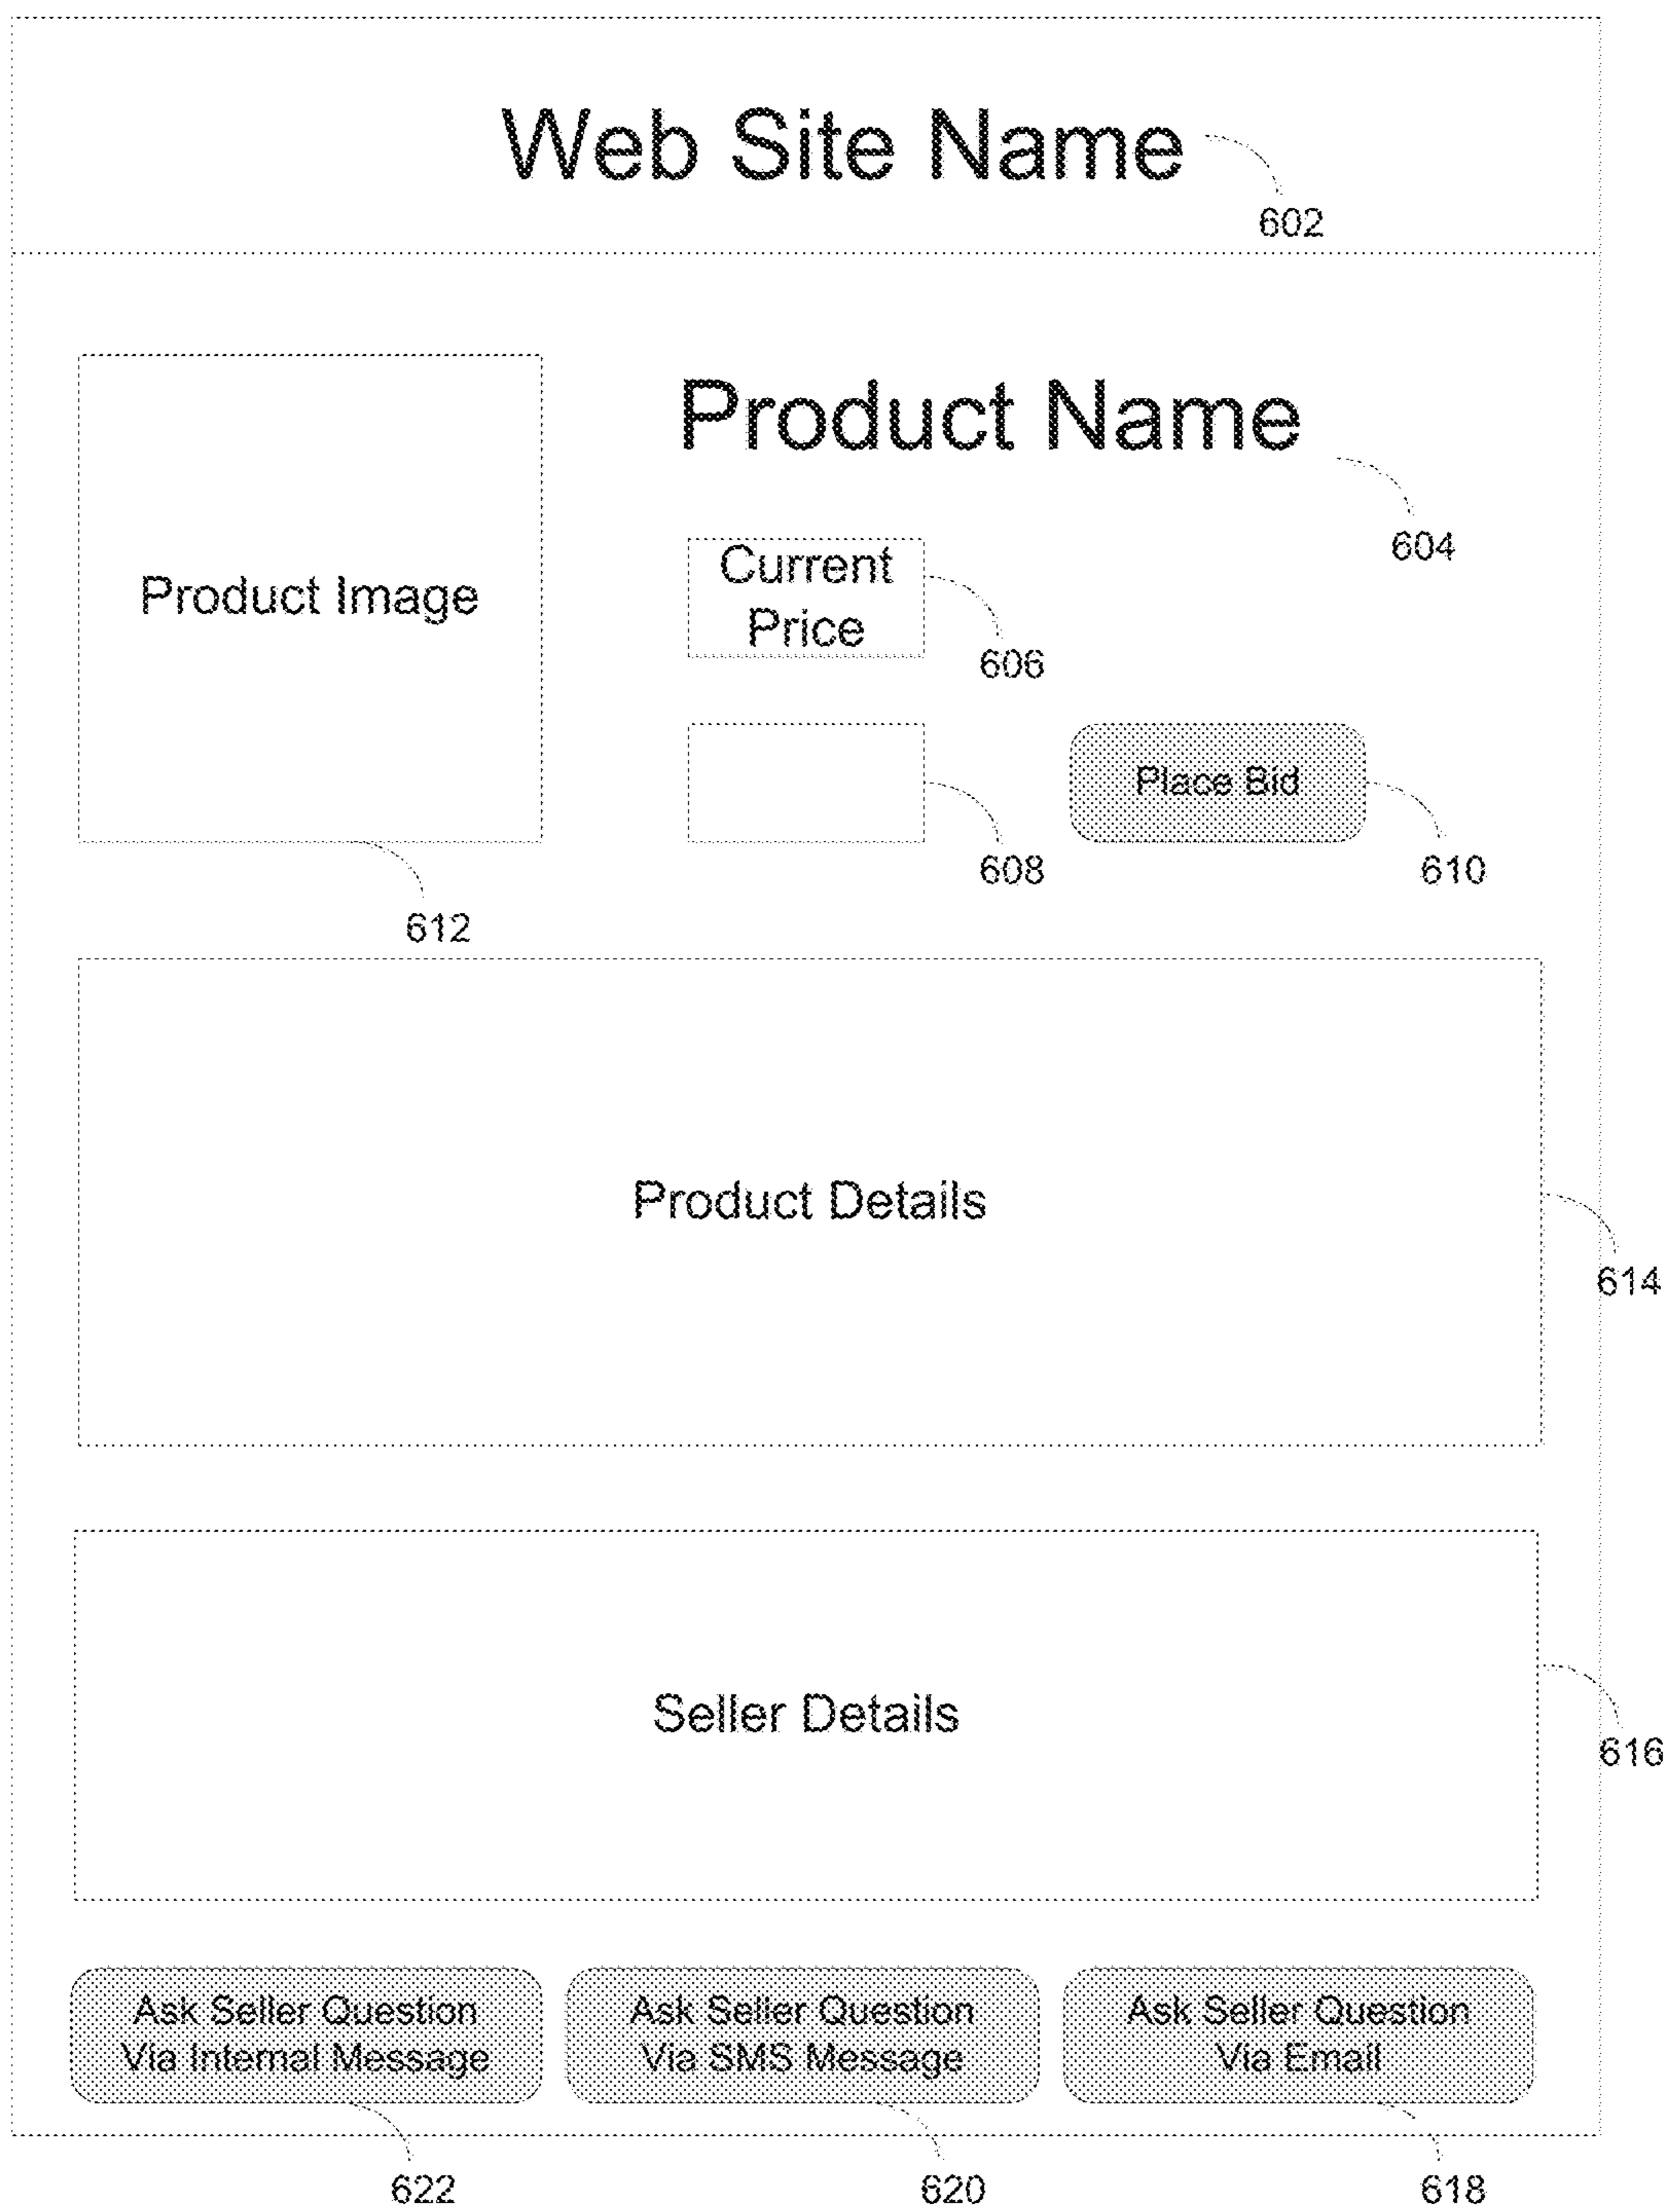 Web Site Name
602
Product Name
604
Product Image
Current
Price
606
608
Place Bid
610
612
Product Details
614
Seller Details
616
Ask Seller Question
Via Internal Message
Ask Seller Question
Via SMS Message
Ask Seller Question
Via Email
622
620
618